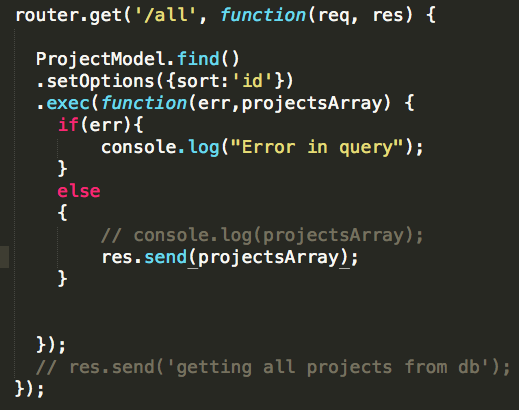 router.get('/all', function(req, res) {
ProjectModel.find()
.setOptions({sort:'id'})
.exec(function(err,projectsArray) {
if(err){
console.log("Error in query");
}
else
{
// console.log(projectsArray);
res.send(projectsArray);
}
});
// res.send('getting all projects from db');
});